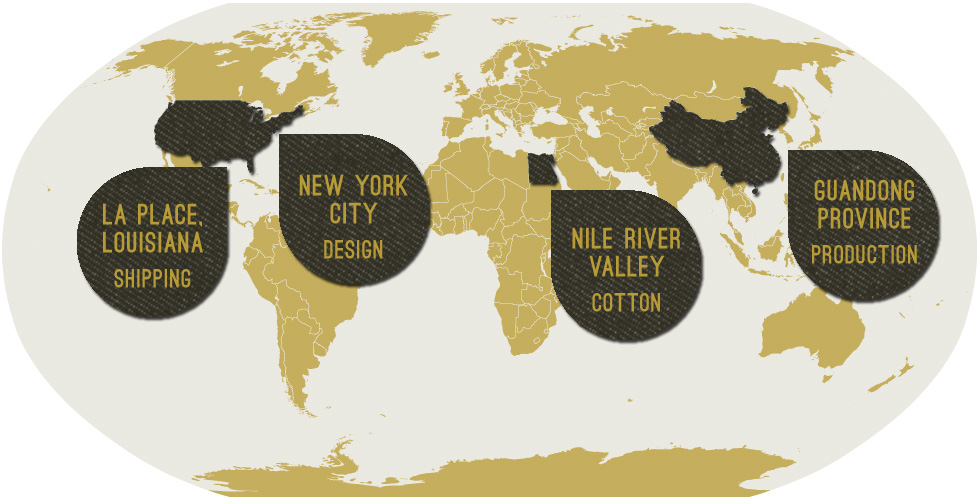 LA PLACE,
LOUISIANA
SHIPPING
NEW YORK
CITY
DESIGN
NILE RIVER
VALLEY
COTTON
GUANDONG
PROVINCE
PRODUCTION